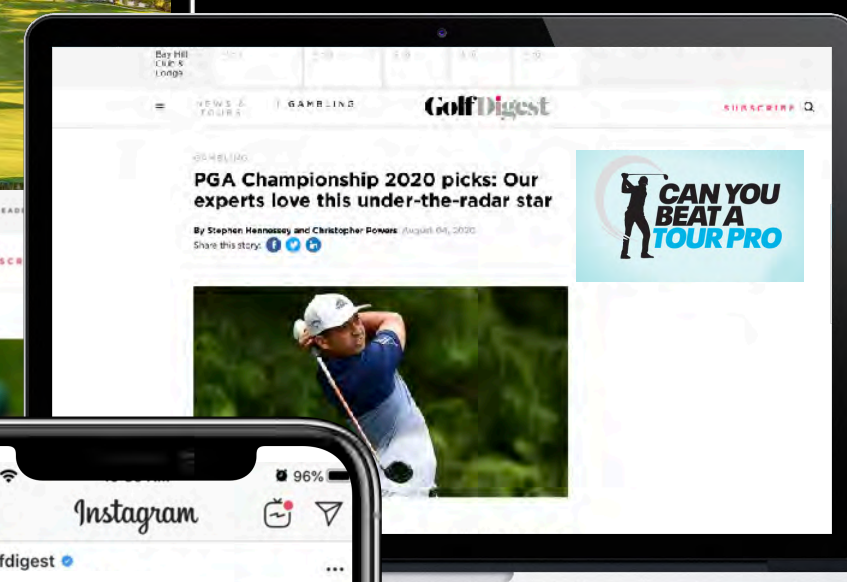 Bay Hill
Club &
Lodge
NEWS &
TOURS
GAMBLING
GolfDigest
SUBSCRIBE
GAMBLING
PGA Championship 2020 picks: Our
experts love this under-the-radar star
By Stephen Hennessey and Christopher Powers August 04, 2020
Share this story:
CAN YOU
BEAT A
TOUR PRO
96%
Instagram
fdigest
...